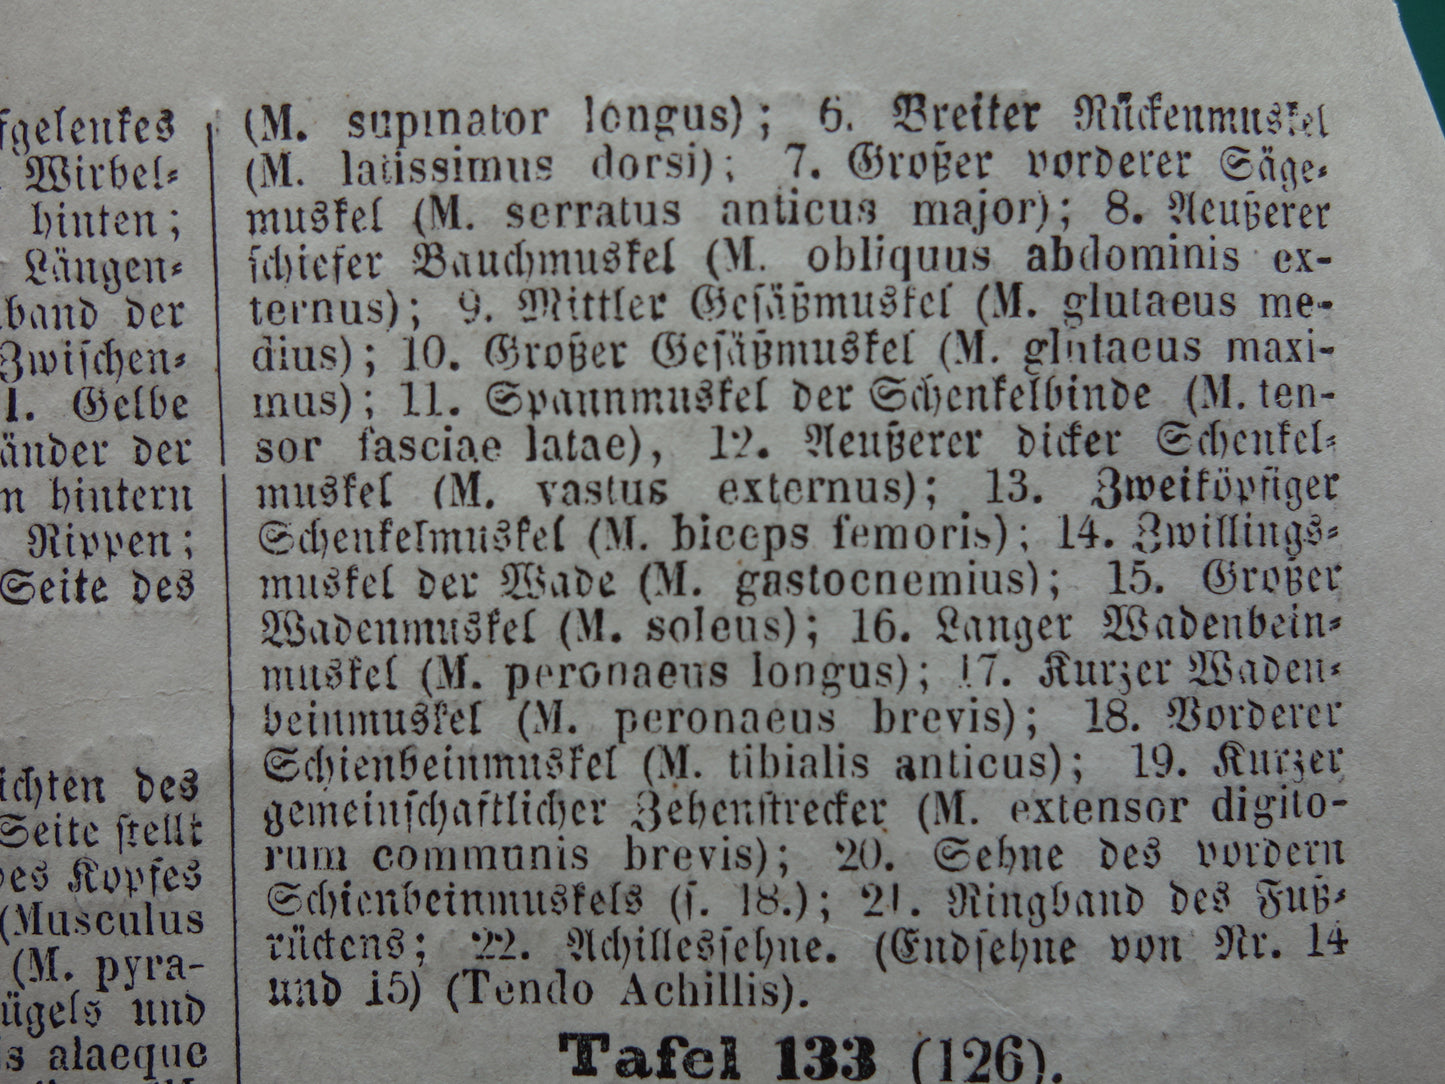 fgelenkes
Wirbel-
hinten;
Längen-
band der
Zwischen-
1. Gelbe
änder der
n hintern
Rippen;
Seite des
ichten des
Seite stellt
des Kopfes
(Musculus
(M. pyra-
ügels und
alaeque
(M. supinator longus); 6. Breiter Rückenmuskel
(M. latissimus dorsi); 7. Großer vorderer Säge-
muskel (M. serratus anticus major); 8. Aeußerer
schiefer Bauchmuskel (M. obliquus abdominis ex-
ternus); 9. Mittler Gesäßmuskel (M. glutaeus me-
dius); 10. Großer Gesäßmuskel (M. glutaeus maxi-
mus); 11. Spannmuskel der Schenkelbinde (M. ten-
sor fasciae latae), 12. Aeußerer dicker Schenkel-
muskel (M. vastus externus); 13. Zweiköpfiger
Schenkelmuskel (M. biceps femoris); 14. Zwillings-
muskel der Wade (M. gastocnemius); 15. Großer
Wadenmuskel (M. soleus); 16. Langer Wadenbein-
muskel (M. peronaeus longus); 17. Kurzer Waden-
beinmuskel (M. peronaeus brevis); 18. Vorderer
Schienbeinmuskel (M. tibialis anticus); 19. Kurzer
gemeinschaftlicher Zehenstrecker (M. extensor digito-
rum communis brevis); 20. Sehne des vordern
Schienbeinmuskels (s. 18.); 21. Ringband des Fuß-
rückens; 22. Achillessehne. (Endsehne von Nr. 14
und 15) (Tendo Achillis).
Tafel 133 (126).